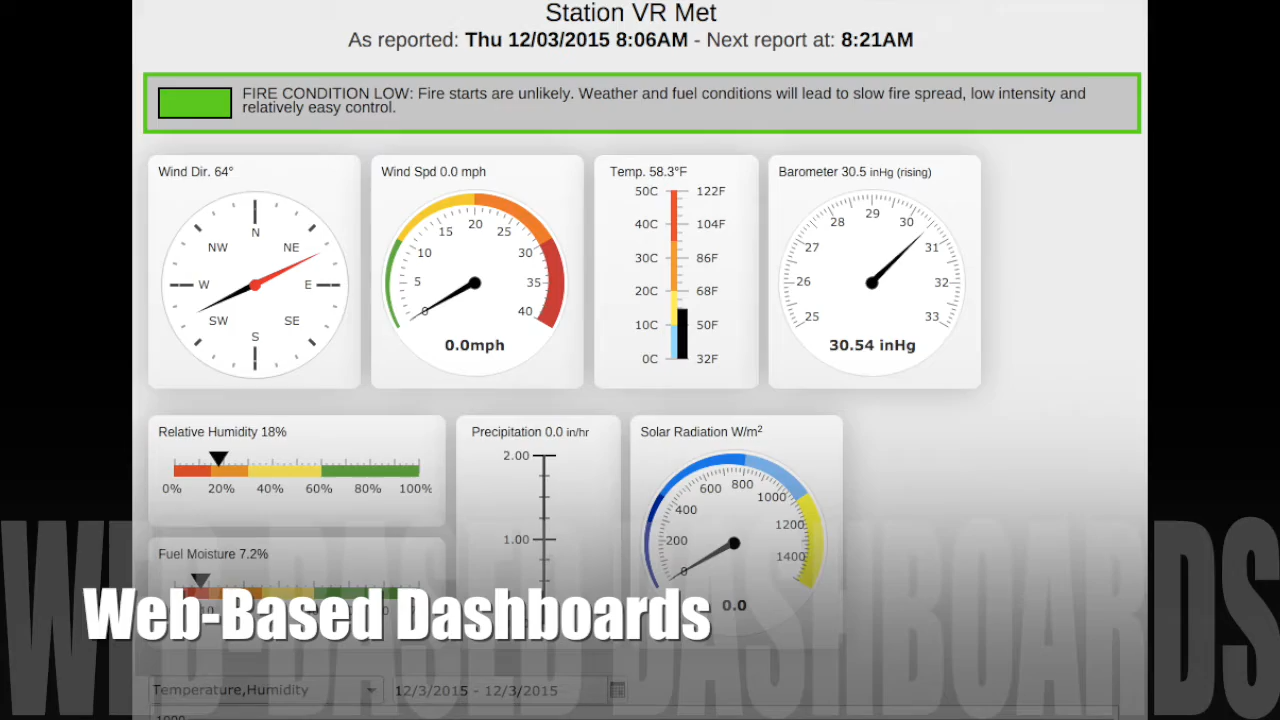 Station VR Met
As reported: Thu 12/03/2015 8:06AM - Next report at: 8:21AM
FIRE CONDITION LOW: Fire starts are unlikely. Weather and fuel conditions will lead to slow fire spread, low intensity and
relatively easy control.
Wind Dir. 64°
N
NW NE
W E
SW SE
S
Wind Spd 0.0 mph
0 5 10 15 20 25 30 35 40
0.0mph
Temp. 58.3°F
50C 122F
40C 104F
30C 86F
20C 68F
10C 50F
0C 32F
Barometer 30.5 inHg (rising)
25 26 27 28 29 30 31 32 33
30.54 inHg
Relative Humidity 18%
0% 20% 40% 60% 80% 100%
Precipitation 0.0 in/hr
2.00
1.00
Solar Radiation W/m²
0 200 400 600 800 1000 1200 1400
0.0
Fuel Moisture 7.2%
WEB-BASED DASHBOARDS
Web-Based Dashboards
Temperature,Humidity 12/3/2015 - 12/3/2015
1000